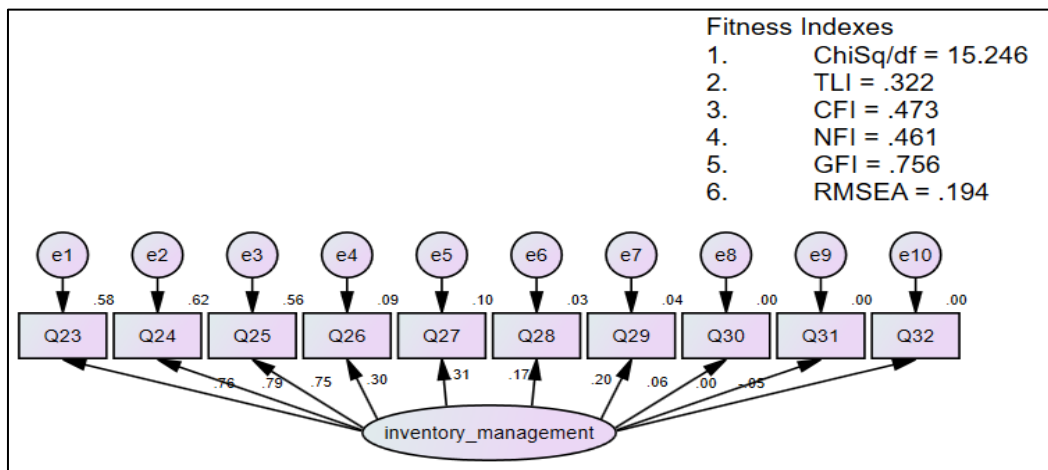 Fitness Indexes
1. ChiSq/df = 15.246
2. TLI = .322
3. CFI = .473
4. NFI = .461
5. GFI = .756
6. RMSEA = .194
e1 e2 e3 e4 e5 e6 e7 e8 e9 e10
.58 .62 .56 .09 .10 .03 .04 .00 .00 .00
Q23 Q24 Q25 Q26 Q27 Q28 Q29 Q30 Q31 Q32
.76 .79 .75 .30 .31 .17 .20 .06 .00 -.05
inventory_management